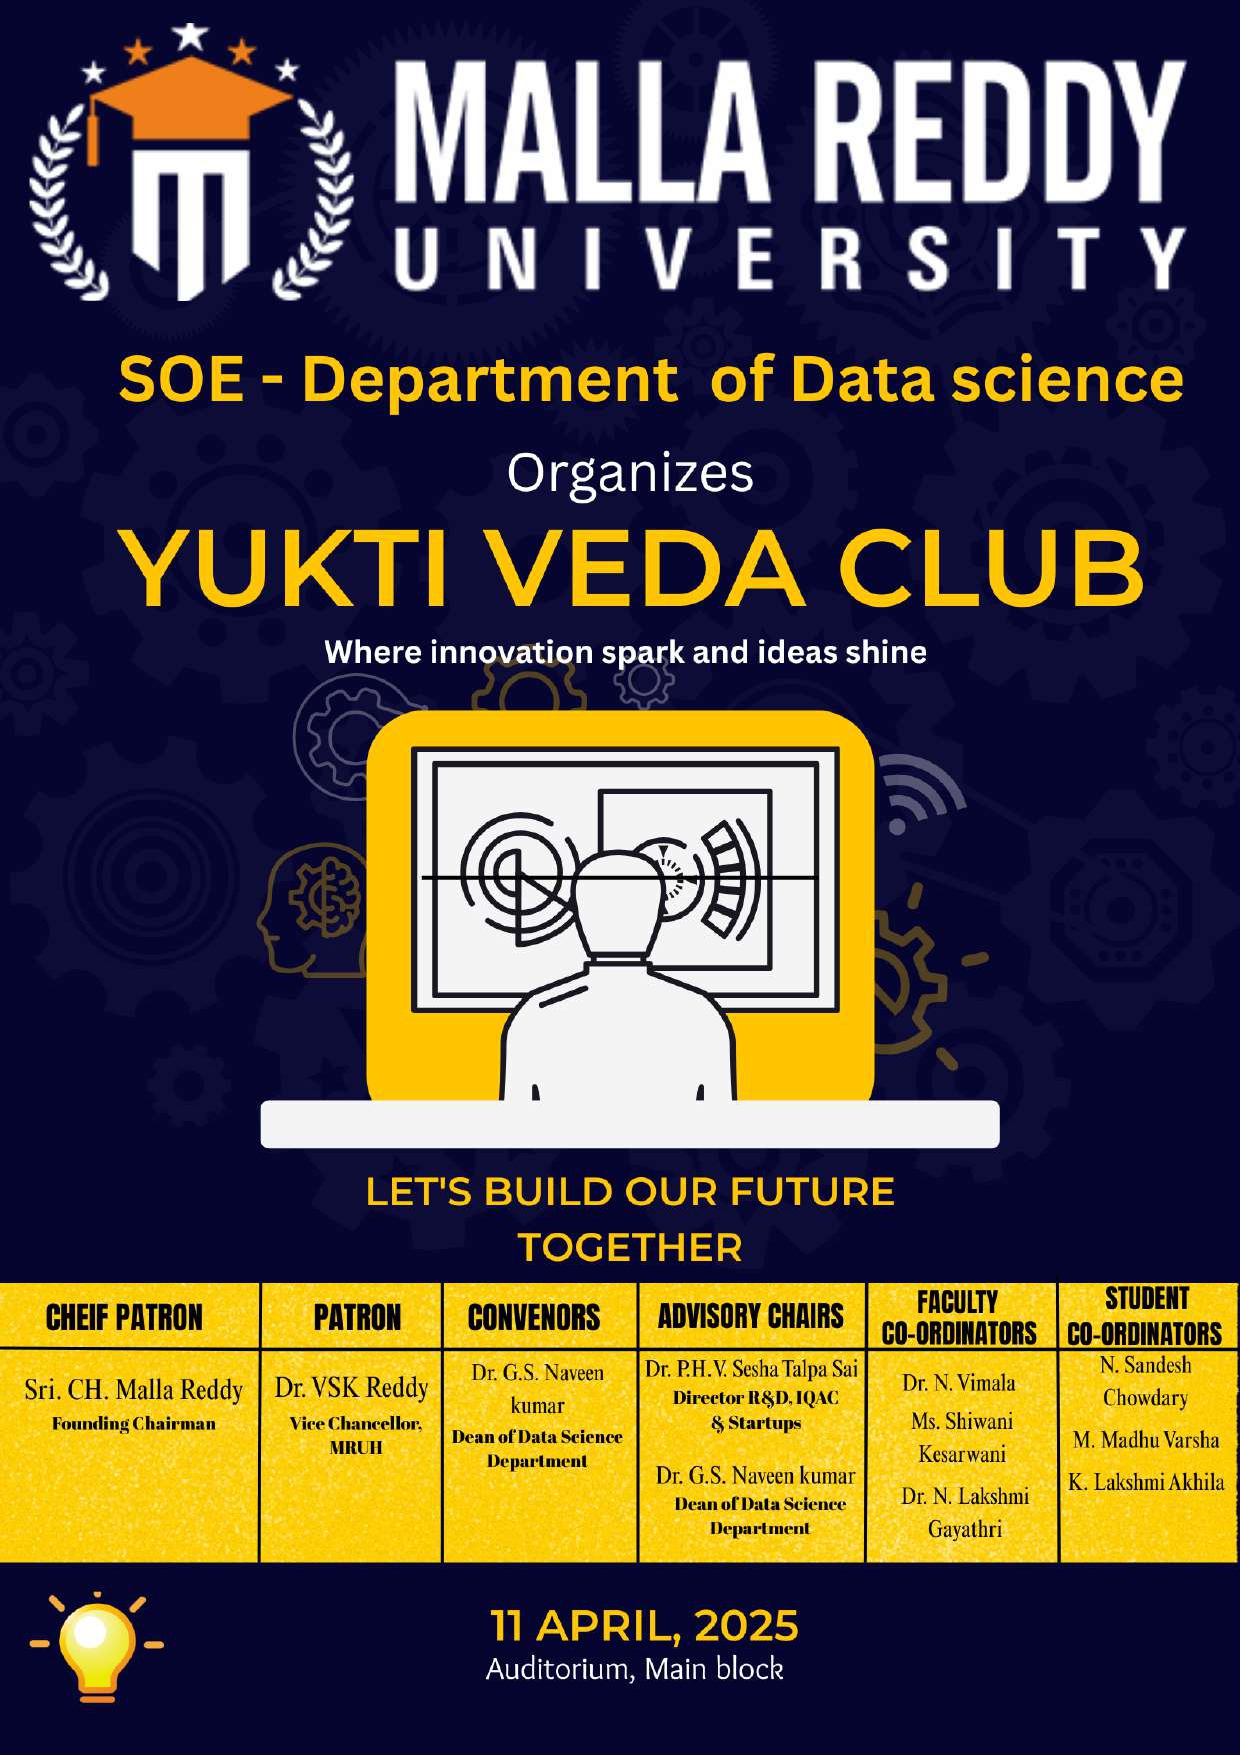 MALLA REDDY
UNIVERSITY
SOE - Department of Data science
Organizes
YUKTI VEDA CLUB
Where innovation spark and ideas shine
LET'S BUILD OUR FUTURE
TOGETHER
CHEIF PATRON
Sri. CH. Malla Reddy
Founding Chairman
PATRON
Dr. VSK Reddy
Vice Chancellor,
MRUH
CONVENORS
Dr. G.S. Naveen
kumar
Dean of Data Science
Department
ADVISORY CHAIRS
Dr. P.H.V. Sesha Talpa Sai
Director R&D, IQAC
& Startups
Dr. G.S. Naveen kumar
Dean of Data Science
Department
FACULTY
CO-ORDINATORS
Dr. N. Vimala
Ms. Shiwani
Kesarwani
Dr. N. Lakshmi
Gayathri
STUDENT
CO-ORDINATORS
N. Sandesh
Chowdary
M. Madhu Varsha
K. Lakshmi Akhila
11 APRIL, 2025
Auditorium, Main block